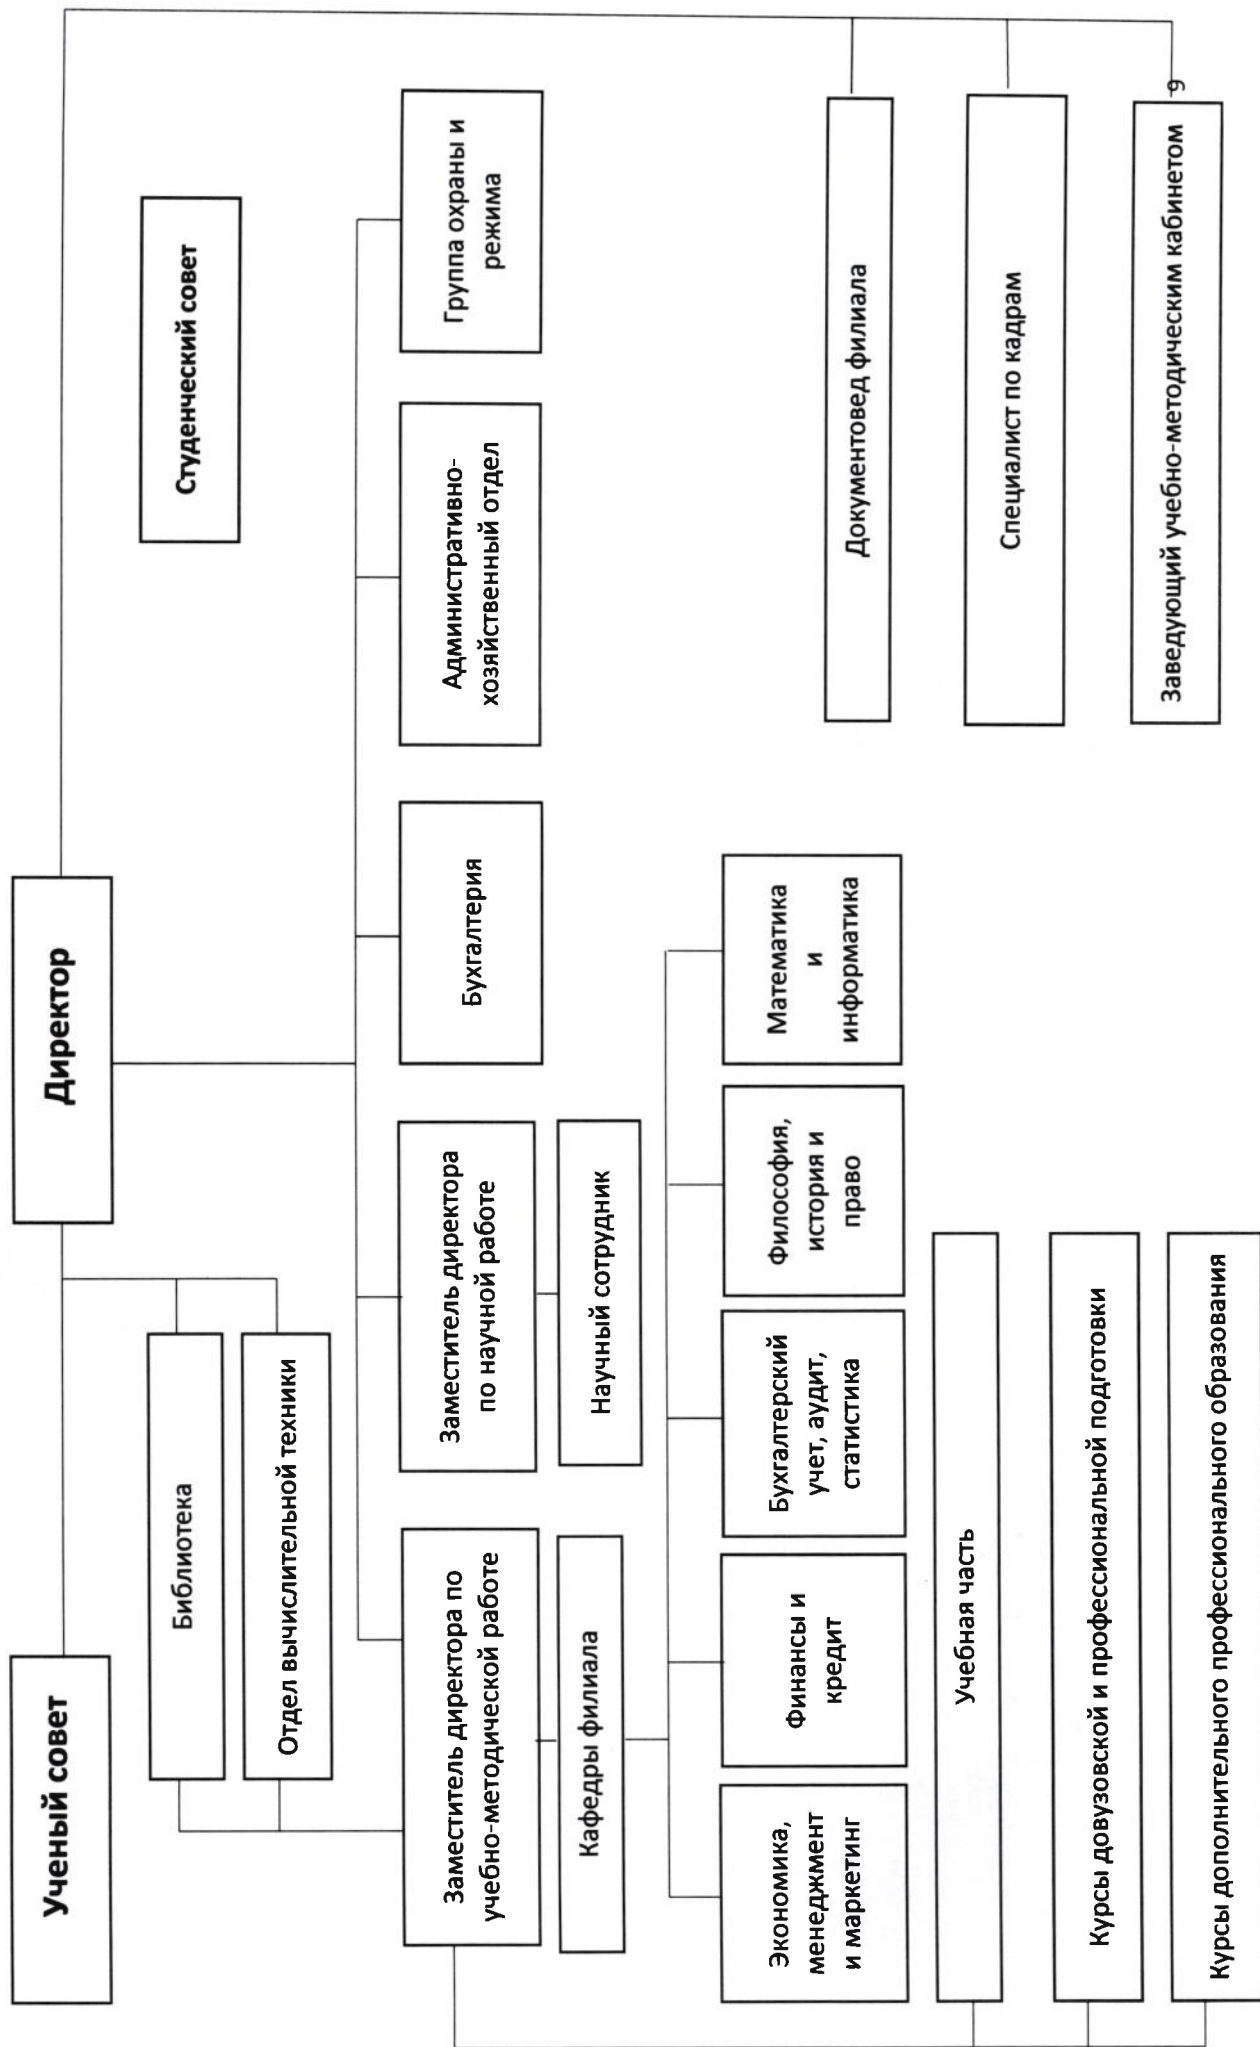 Ученый совет
Директор
Студенческий совет
Библиотека
Отдел вычислительной техники
Заместитель директора по
учебно-методической работе
Заместитель директора
по научной работе
Бухгалтерия
Административно-
хозяйственный отдел
Группа охраны и
режима
Кафедры филиала
Научный сотрудник
Экономика,
менеджмент
и маркетинг
Финансы и
кредит
Бухгалтерский
учет, аудит,
статистика
Философия,
история и
право
Математика
и
информатика
Документовед филиала
Учебная часть
Специалист по кадрам
Курсы довузовской и профессиональной подготовки
Заведующий учебно-методическим кабинетом
Курсы дополнительного профессионального образования
9